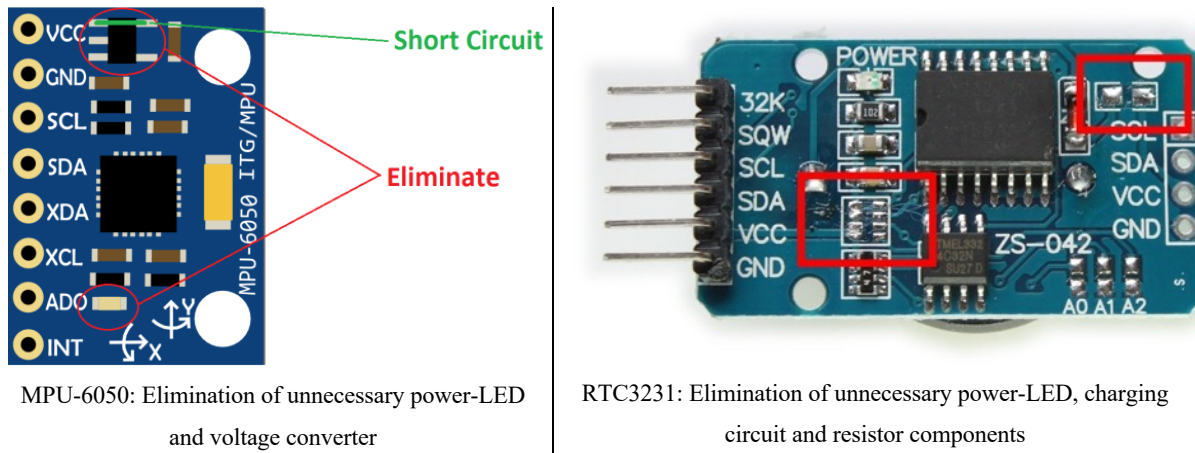 VCC
GND
SCL
SDA
XDA
XCL
ADO
INT
MPU-6050 ITG/MPU
Y
X
Short Circuit
Eliminate
MPU-6050: Elimination of unnecessary power-LED
and voltage converter
POWER
32K
SQW
SCL
SDA
VCC
GND
102
SCL
SDA
VCC
GND
ZS-042
SU27 D
A0 A1 A2
RTC3231: Elimination of unnecessary power-LED, charging
circuit and resistor components